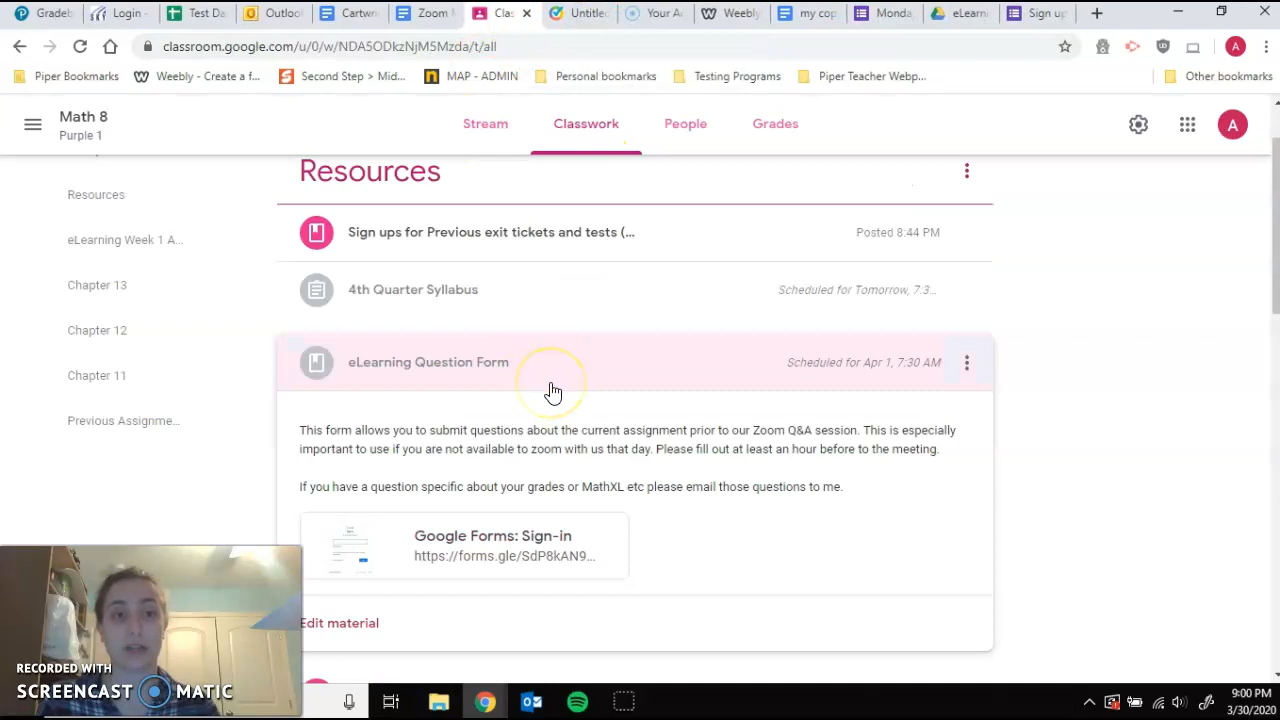 Gradeb
Login -
Test Da
Outloo
Cartwr
Zoom M
Clas
Untitle
Your A
Weebly
my cop
Monda
eLearni
Sign up
classroom.google.com/u/0/w/NDA5ODkzNjM5Mzda/t/all
A
Piper Bookmarks
Weebly - Create a f...
Second Step > Mid...
MAP - ADMIN
Personal bookmarks
Testing Programs
Piper Teacher Webp...
Other bookmarks
Math 8
Purple 1
Stream
Classwork
People
Grades
A
Resources
eLearning Week 1 A...
Chapter 13
Chapter 12
Chapter 11
Previous Assignme...
Resources
Sign ups for Previous exit tickets and tests (...
Posted 8:44 PM
4th Quarter Syllabus
Scheduled for Tomorrow, 7:3...
eLearning Question Form
Scheduled for Apr 1, 7:30 AM
This form allows you to submit questions about the current assignment prior to our Zoom Q&A session. This is especially
important to use if you are not available to zoom with us that day. Please fill out at least an hour before to the meeting.
If you have a question specific about your grades or MathXL etc please email those questions to me.
Google Forms: Sign-in
https://forms.gle/SdP8kAN9...
Edit material
RECORDED WITH
SCREENCAST MATIC
9:00 PM
3/30/2020